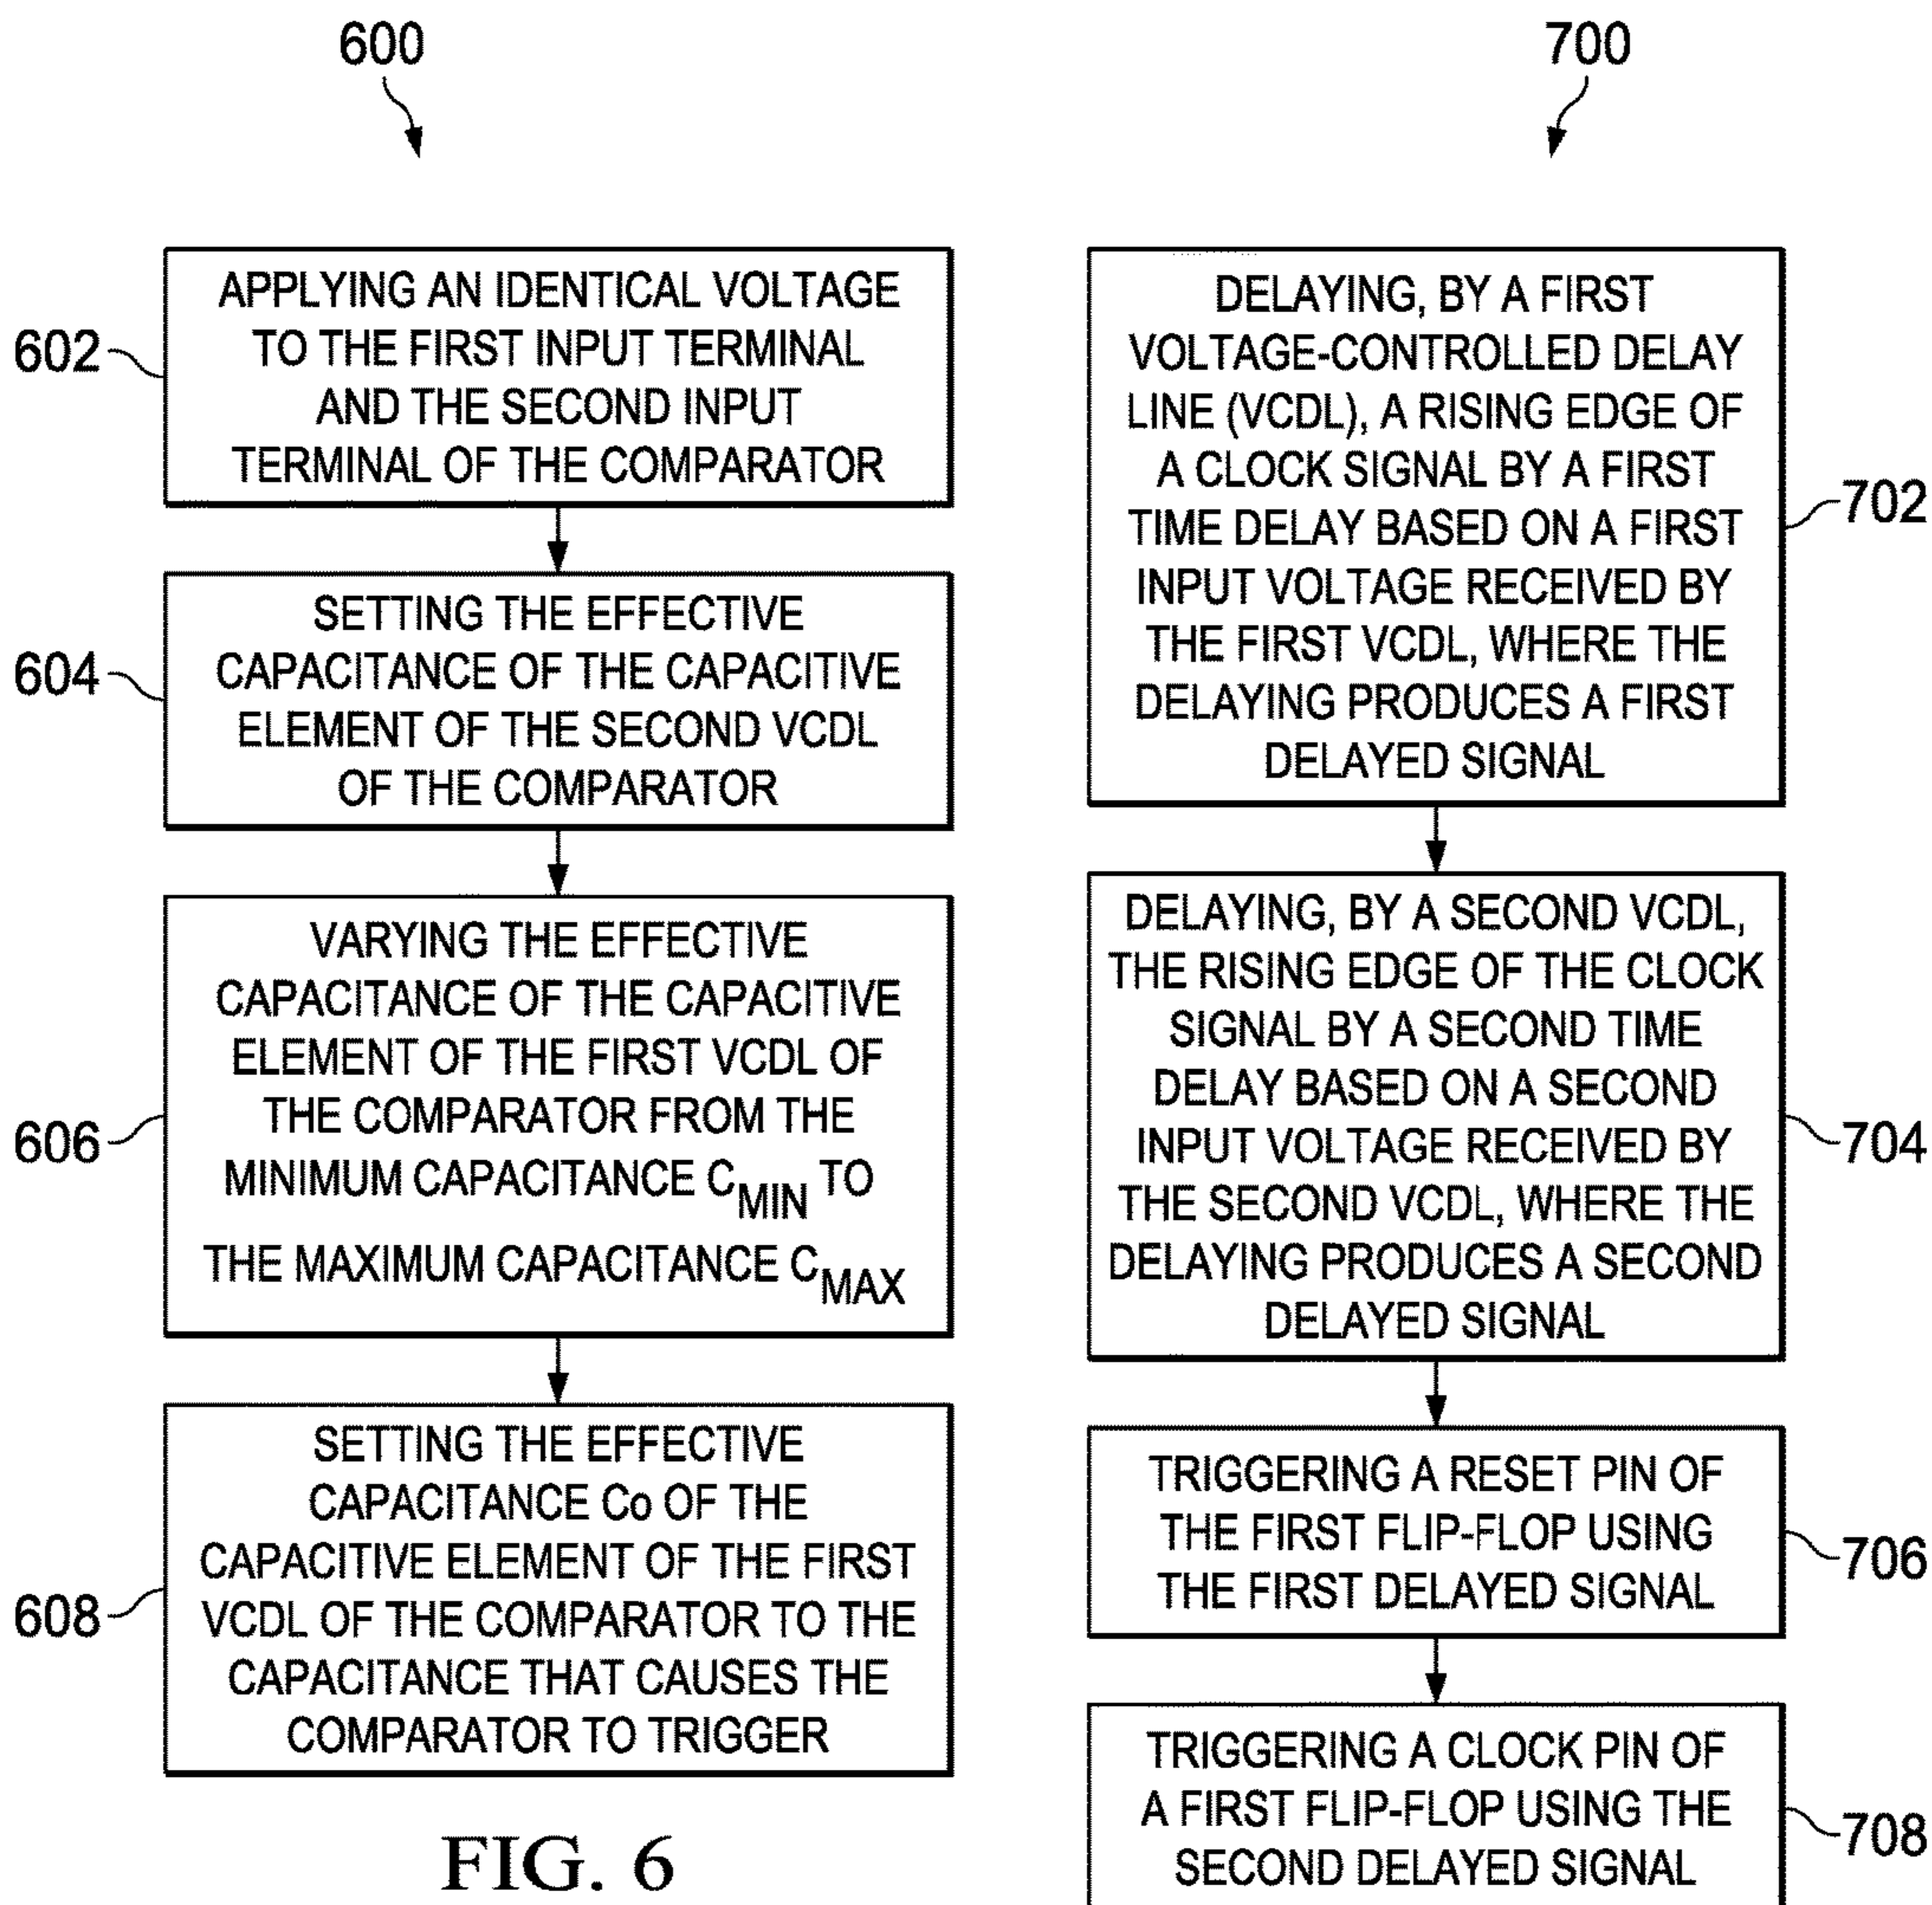 600
602
APPLYING AN IDENTICAL VOLTAGE
TO THE FIRST INPUT TERMINAL
AND THE SECOND INPUT
TERMINAL OF THE COMPARATOR
604
SETTING THE EFFECTIVE
CAPACITANCE OF THE CAPACITIVE
ELEMENT OF THE SECOND VCDL
OF THE COMPARATOR
606
VARYING THE EFFECTIVE
CAPACITANCE OF THE CAPACITIVE
ELEMENT OF THE FIRST VCDL OF
THE COMPARATOR FROM THE
MINIMUM CAPACITANCE CMIN TO
THE MAXIMUM CAPACITANCE CMAX
608
SETTING THE EFFECTIVE
CAPACITANCE Co OF THE
CAPACITIVE ELEMENT OF THE FIRST
VCDL OF THE COMPARATOR TO THE
CAPACITANCE THAT CAUSES THE
COMPARATOR TO TRIGGER
FIG. 6
700
DELAYING, BY A FIRST
VOLTAGE-CONTROLLED DELAY
LINE (VCDL), A RISING EDGE OF
A CLOCK SIGNAL BY A FIRST
TIME DELAY BASED ON A FIRST
INPUT VOLTAGE RECEIVED BY
THE FIRST VCDL, WHERE THE
DELAYING PRODUCES A FIRST
DELAYED SIGNAL
702
DELAYING, BY A SECOND VCDL,
THE RISING EDGE OF THE CLOCK
SIGNAL BY A SECOND TIME
DELAY BASED ON A SECOND
INPUT VOLTAGE RECEIVED BY
THE SECOND VCDL, WHERE THE
DELAYING PRODUCES A SECOND
DELAYED SIGNAL
704
TRIGGERING A RESET PIN OF
THE FIRST FLIP-FLOP USING
THE FIRST DELAYED SIGNAL
706
TRIGGERING A CLOCK PIN OF
A FIRST FLIP-FLOP USING THE
SECOND DELAYED SIGNAL
708